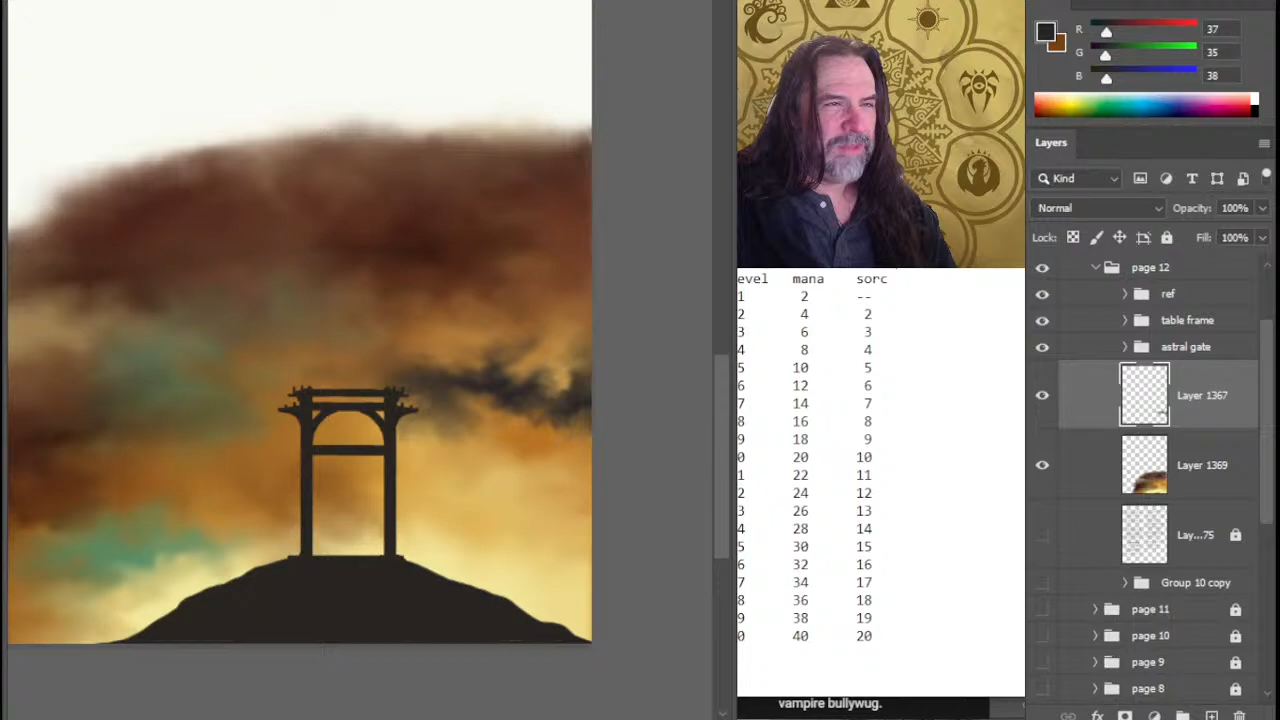 R 37
G 35
B 38
Layers
Kind
Normal Opacity: 100%
Lock: Fill: 100%
page 12
ref
table frame
astral gate
Layer 1367
Layer 1369
Lay...75
Group 10 copy
page 11
page 10
page 9
page 8
fx
evel mana sorc
1 2 --
2 4 2
3 6 3
4 8 4
5 10 5
6 12 6
7 14 7
8 16 8
9 18 9
0 20 10
1 22 11
2 24 12
3 26 13
4 28 14
5 30 15
6 32 16
7 34 17
8 36 18
9 38 19
0 40 20
vampire bullywug.